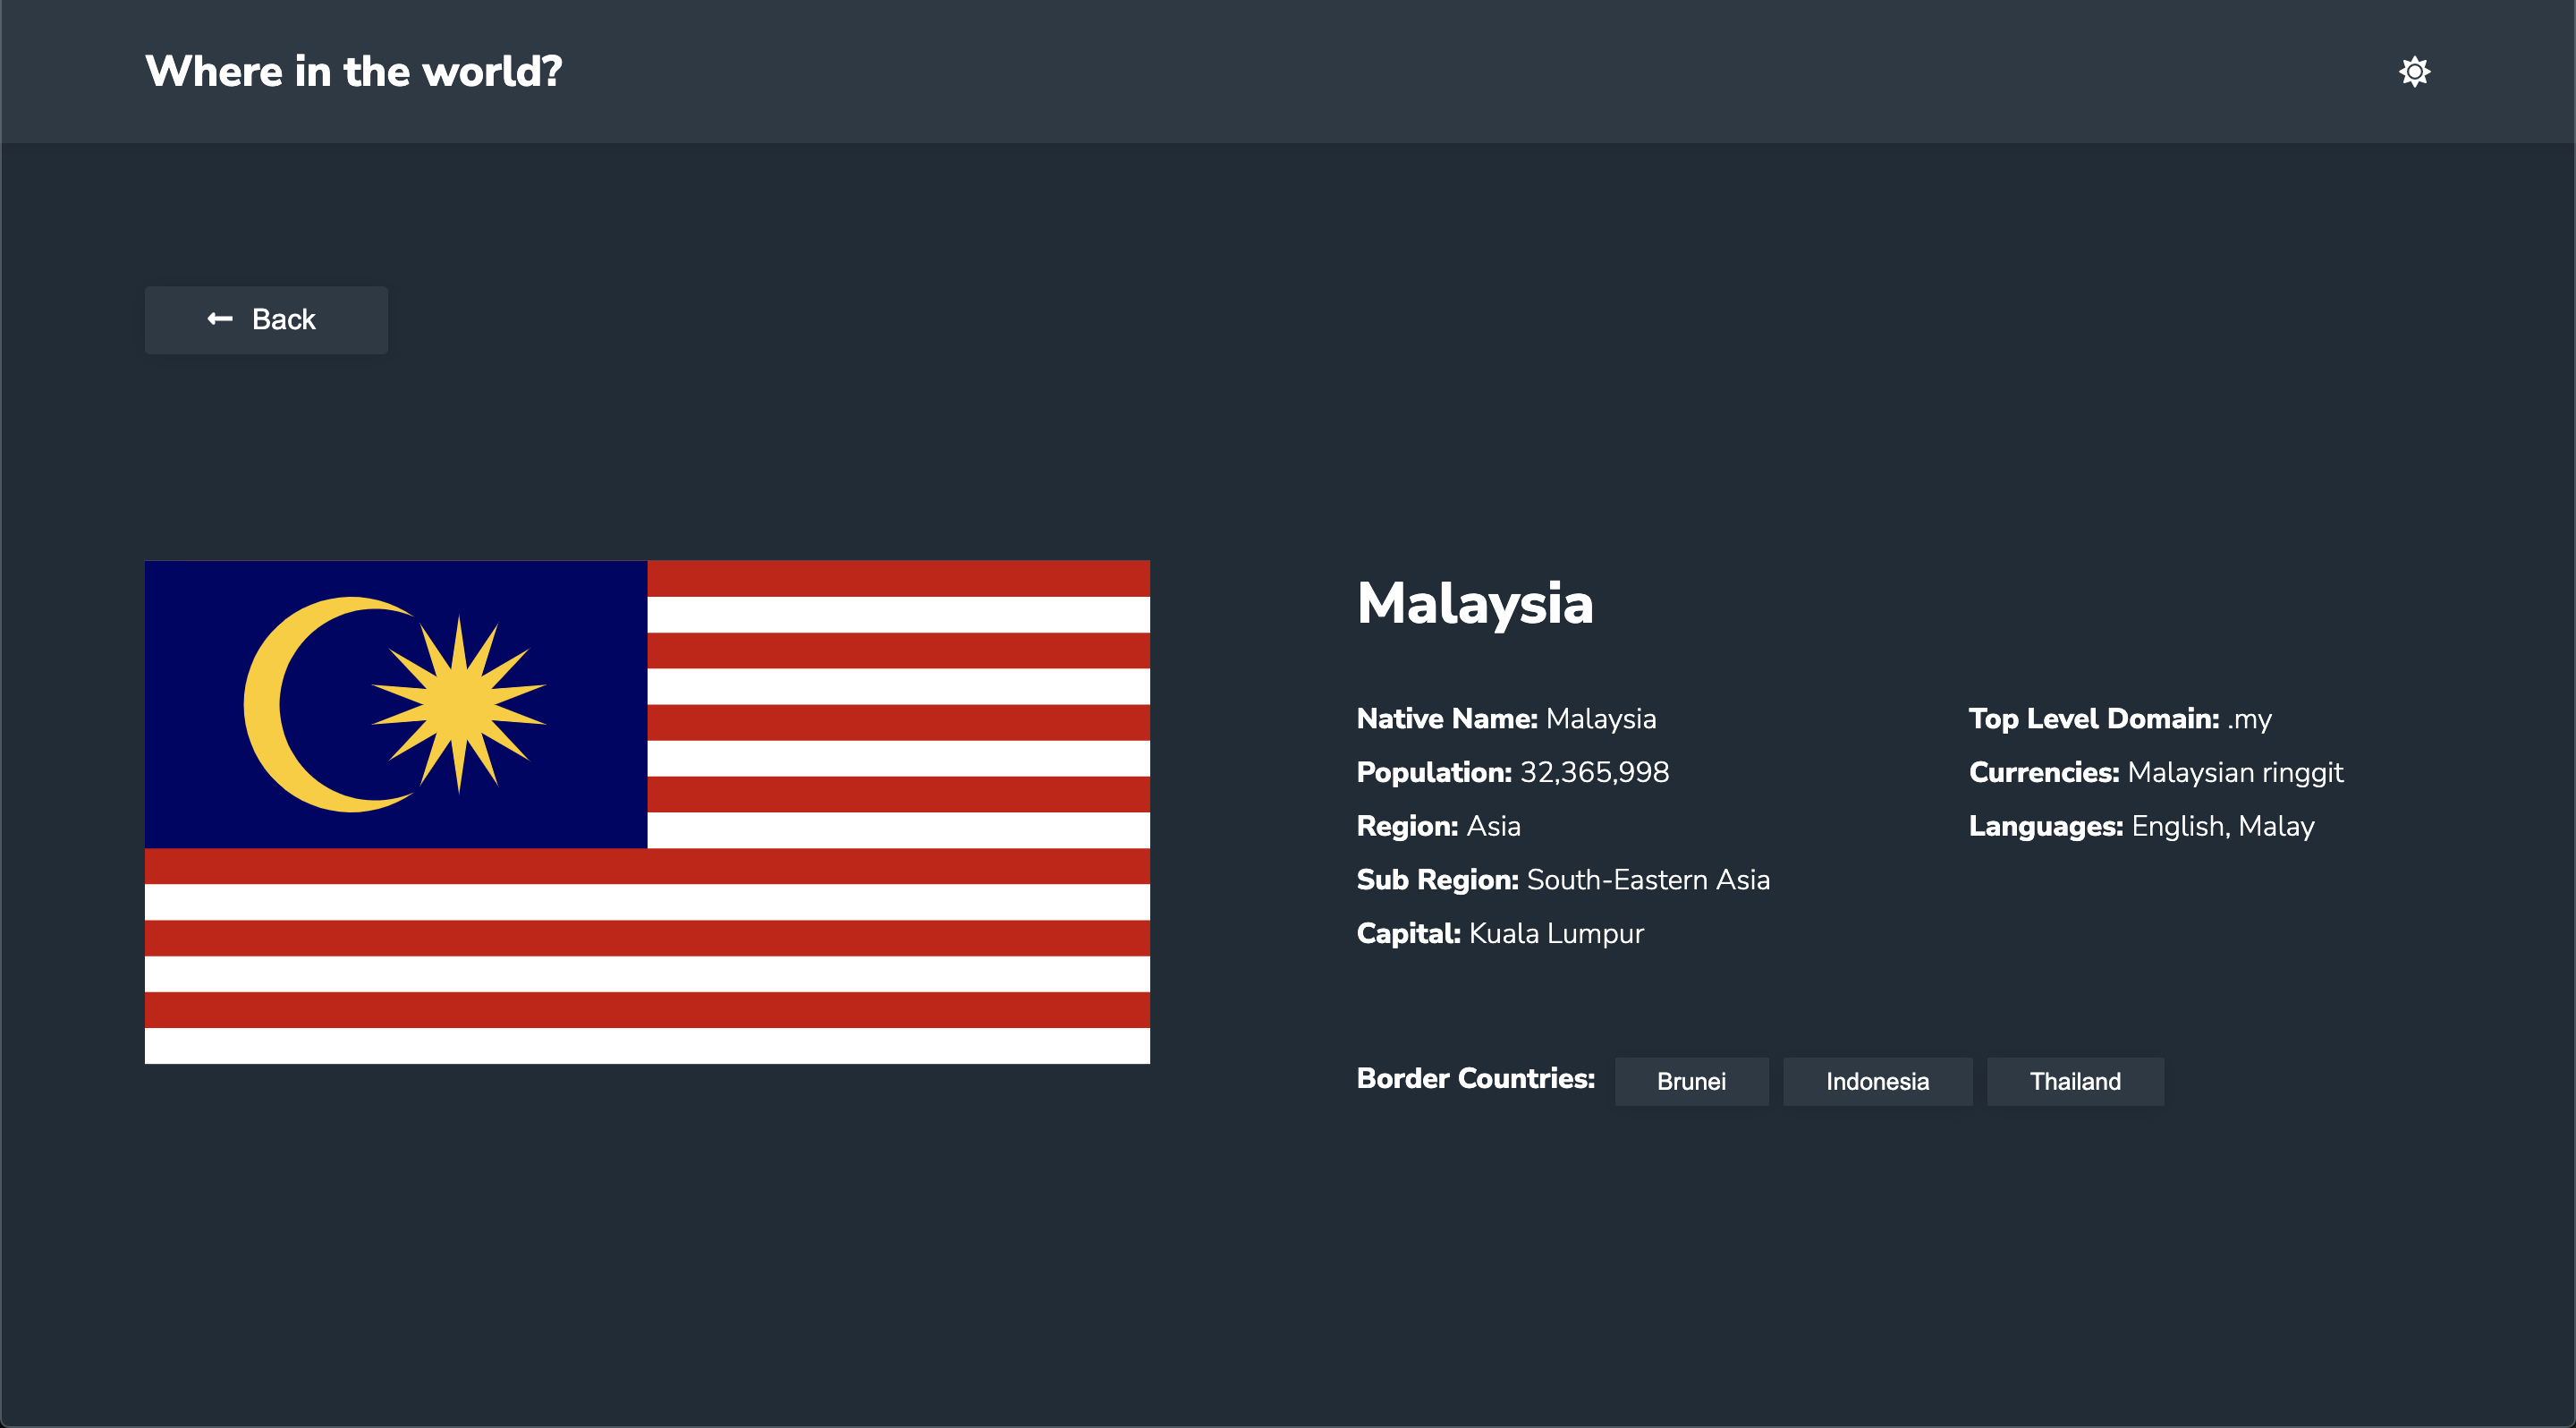 Where in the world?
Back
Malaysia
Native Name: Malaysia
Population: 32,365,998
Region: Asia
Sub Region: South-Eastern Asia
Capital: Kuala Lumpur
Top Level Domain: .my
Currencies: Malaysian ringgit
Languages: English, Malay
Border Countries: Brunei Indonesia Thailand